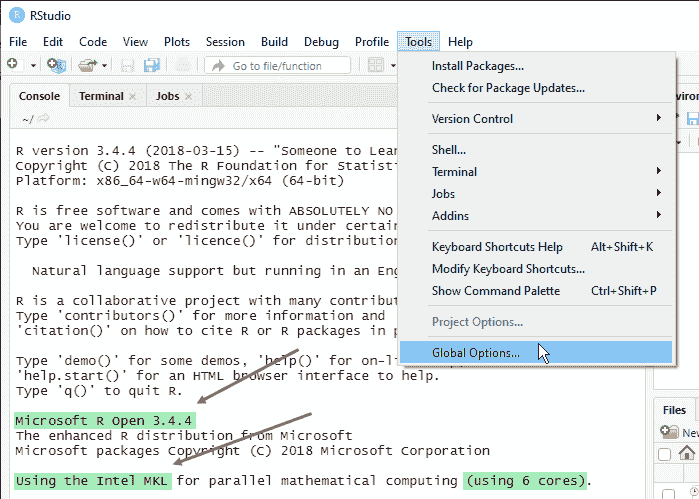 RStudio
File Edit Code View Plots Session Build Debug Profile Tools Help
Go to file/function
Console Terminal Jobs
~/
R version 3.4.4 (2018-03-15) -- "Someone to Lean
Copyright (C) 2018 The R Foundation for Statist
Platform: x86_64-w64-mingw32/x64 (64-bit)
R is free software and comes with ABSOLUTELY NO
You are welcome to redistribute it under certain
Type 'license()' or 'licence()' for distribution
Natural language support but running in an Eng
R is a collaborative project with many contribut
Type 'contributors()' for more information and
'citation()' on how to cite R or R packages in p
Type 'demo()' for some demos, 'help()' for on-li
'help.start()' for an HTML browser interface to help.
Type 'q()' to quit R.
Microsoft R Open 3.4.4
The enhanced R distribution from Microsoft
Microsoft packages Copyright (C) 2018 Microsoft Corporation
Using the Intel MKL for parallel mathematical computing (using 6 cores).
Install Packages...
Check for Package Updates...
Version Control
Shell...
Terminal
Jobs
Addins
Keyboard Shortcuts Help Alt+Shift+K
Modify Keyboard Shortcuts...
Show Command Palette Ctrl+Shift+P
Project Options...
Global Options...
viron
Files
New